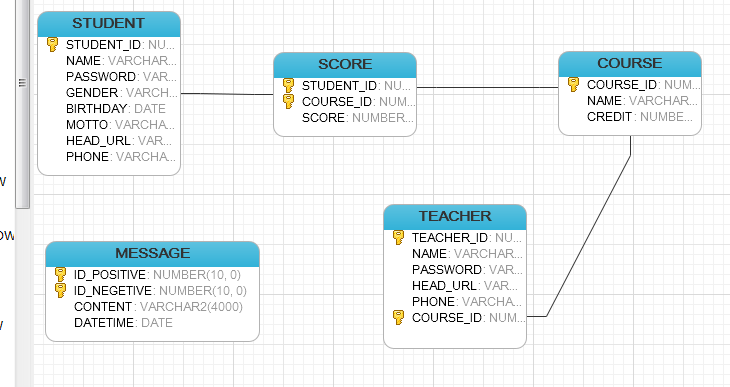 STUDENT
STUDENT_ID: NU...
NAME: VARCHAR...
PASSWORD: VAR...
GENDER: VARCH...
BIRTHDAY: DATE
MOTTO: VARCHA...
HEAD_URL: VAR...
PHONE: VARCHA...
SCORE
STUDENT_ID: NU...
COURSE_ID: NUM...
SCORE: NUMBER...
COURSE
COURSE_ID: NUM...
NAME: VARCHAR...
CREDIT: NUMBE...
TEACHER
TEACHER_ID: NU...
NAME: VARCHAR...
PASSWORD: VAR...
HEAD_URL: VAR...
PHONE: VARCHA...
COURSE_ID: NUM...
MESSAGE
ID_POSITIVE: NUMBER(10, 0)
ID_NEGETIVE: NUMBER(10, 0)
CONTENT: VARCHAR2(4000)
DATETIME: DATE